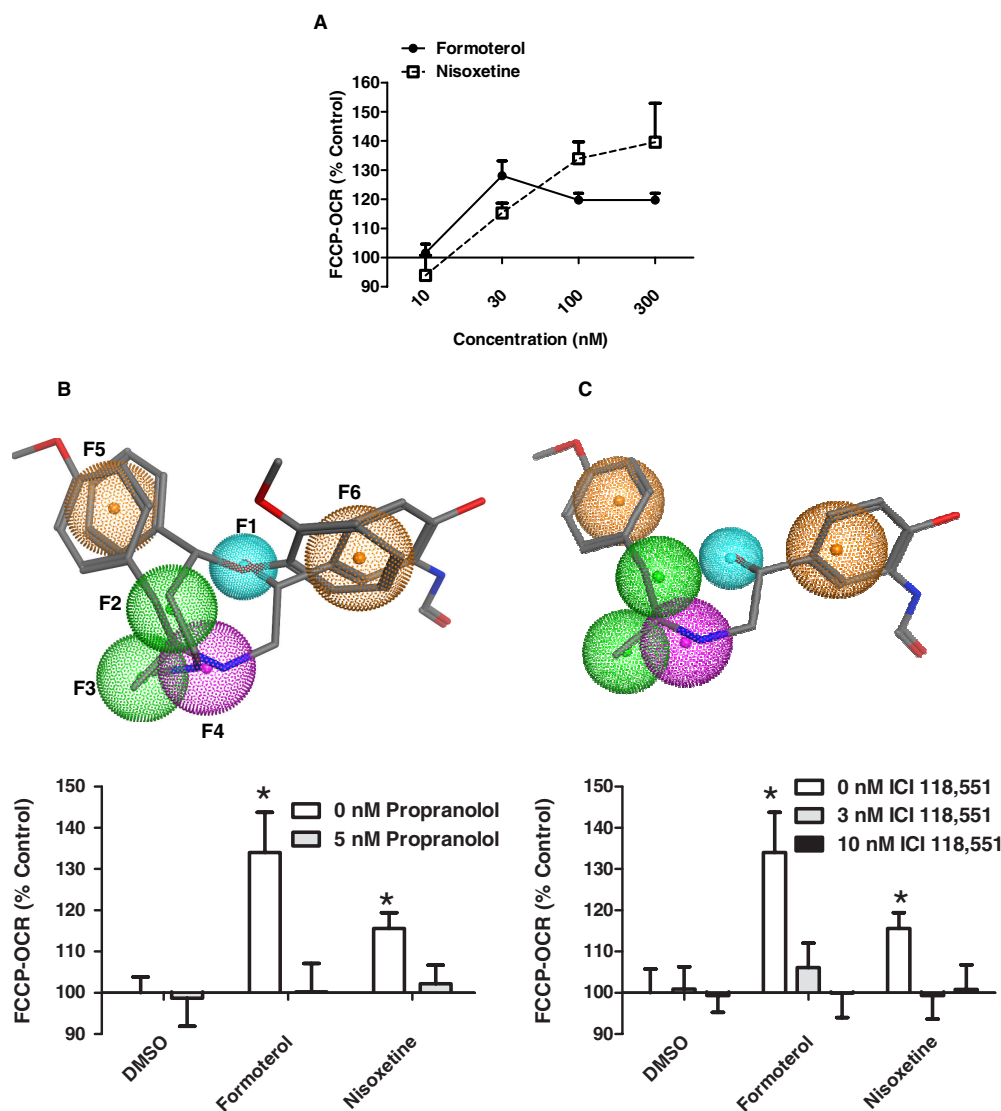 A
Formoterol
Nisoxetine
FCCP-OCR (% Control)
160
150
140
130
120
110
100
90
10
30
100
300
Concentration (nM)
B
F5
F1
F6
F2
F3
F4
C
FCCP-OCR (% Control)
150
140
130
120
110
100
90
*
*
0 nM Propranolol
5 nM Propranolol
DMSO
Formoterol
Nisoxetine
FCCP-OCR (% Control)
150
140
130
120
110
100
90
*
*
0 nM ICI 118,551
3 nM ICI 118,551
10 nM ICI 118,551
DMSO
Formoterol
Nisoxetine